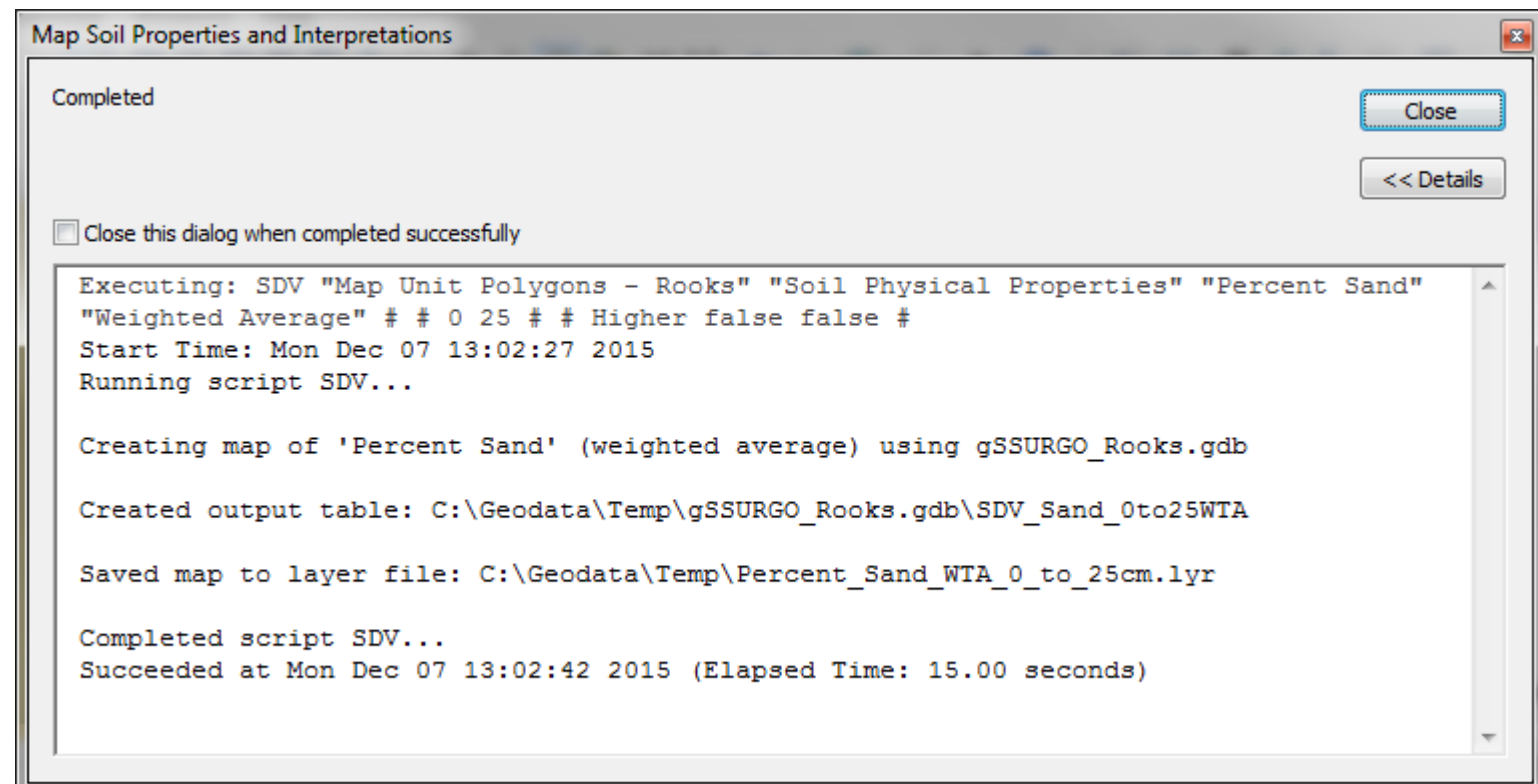 Map Soil Properties and Interpretations
Completed
Close
<< Details
Close this dialog when completed successfully
Executing: SDV "Map Unit Polygons - Rooks" "Soil Physical Properties" "Percent Sand"
"Weighted Average" # # 0 25 # # Higher false false #
Start Time: Mon Dec 07 13:02:27 2015
Running script SDV...
Creating map of 'Percent Sand' (weighted average) using gSSURGO_Rooks.gdb
Created output table: C:\Geodata\Temp\gSSURGO_Rooks.gdb\SDV_Sand_0to25WTA
Saved map to layer file: C:\Geodata\Temp\Percent_Sand_WTA_0_to_25cm.lyr
Completed script SDV...
Succeeded at Mon Dec 07 13:02:42 2015 (Elapsed Time: 15.00 seconds)